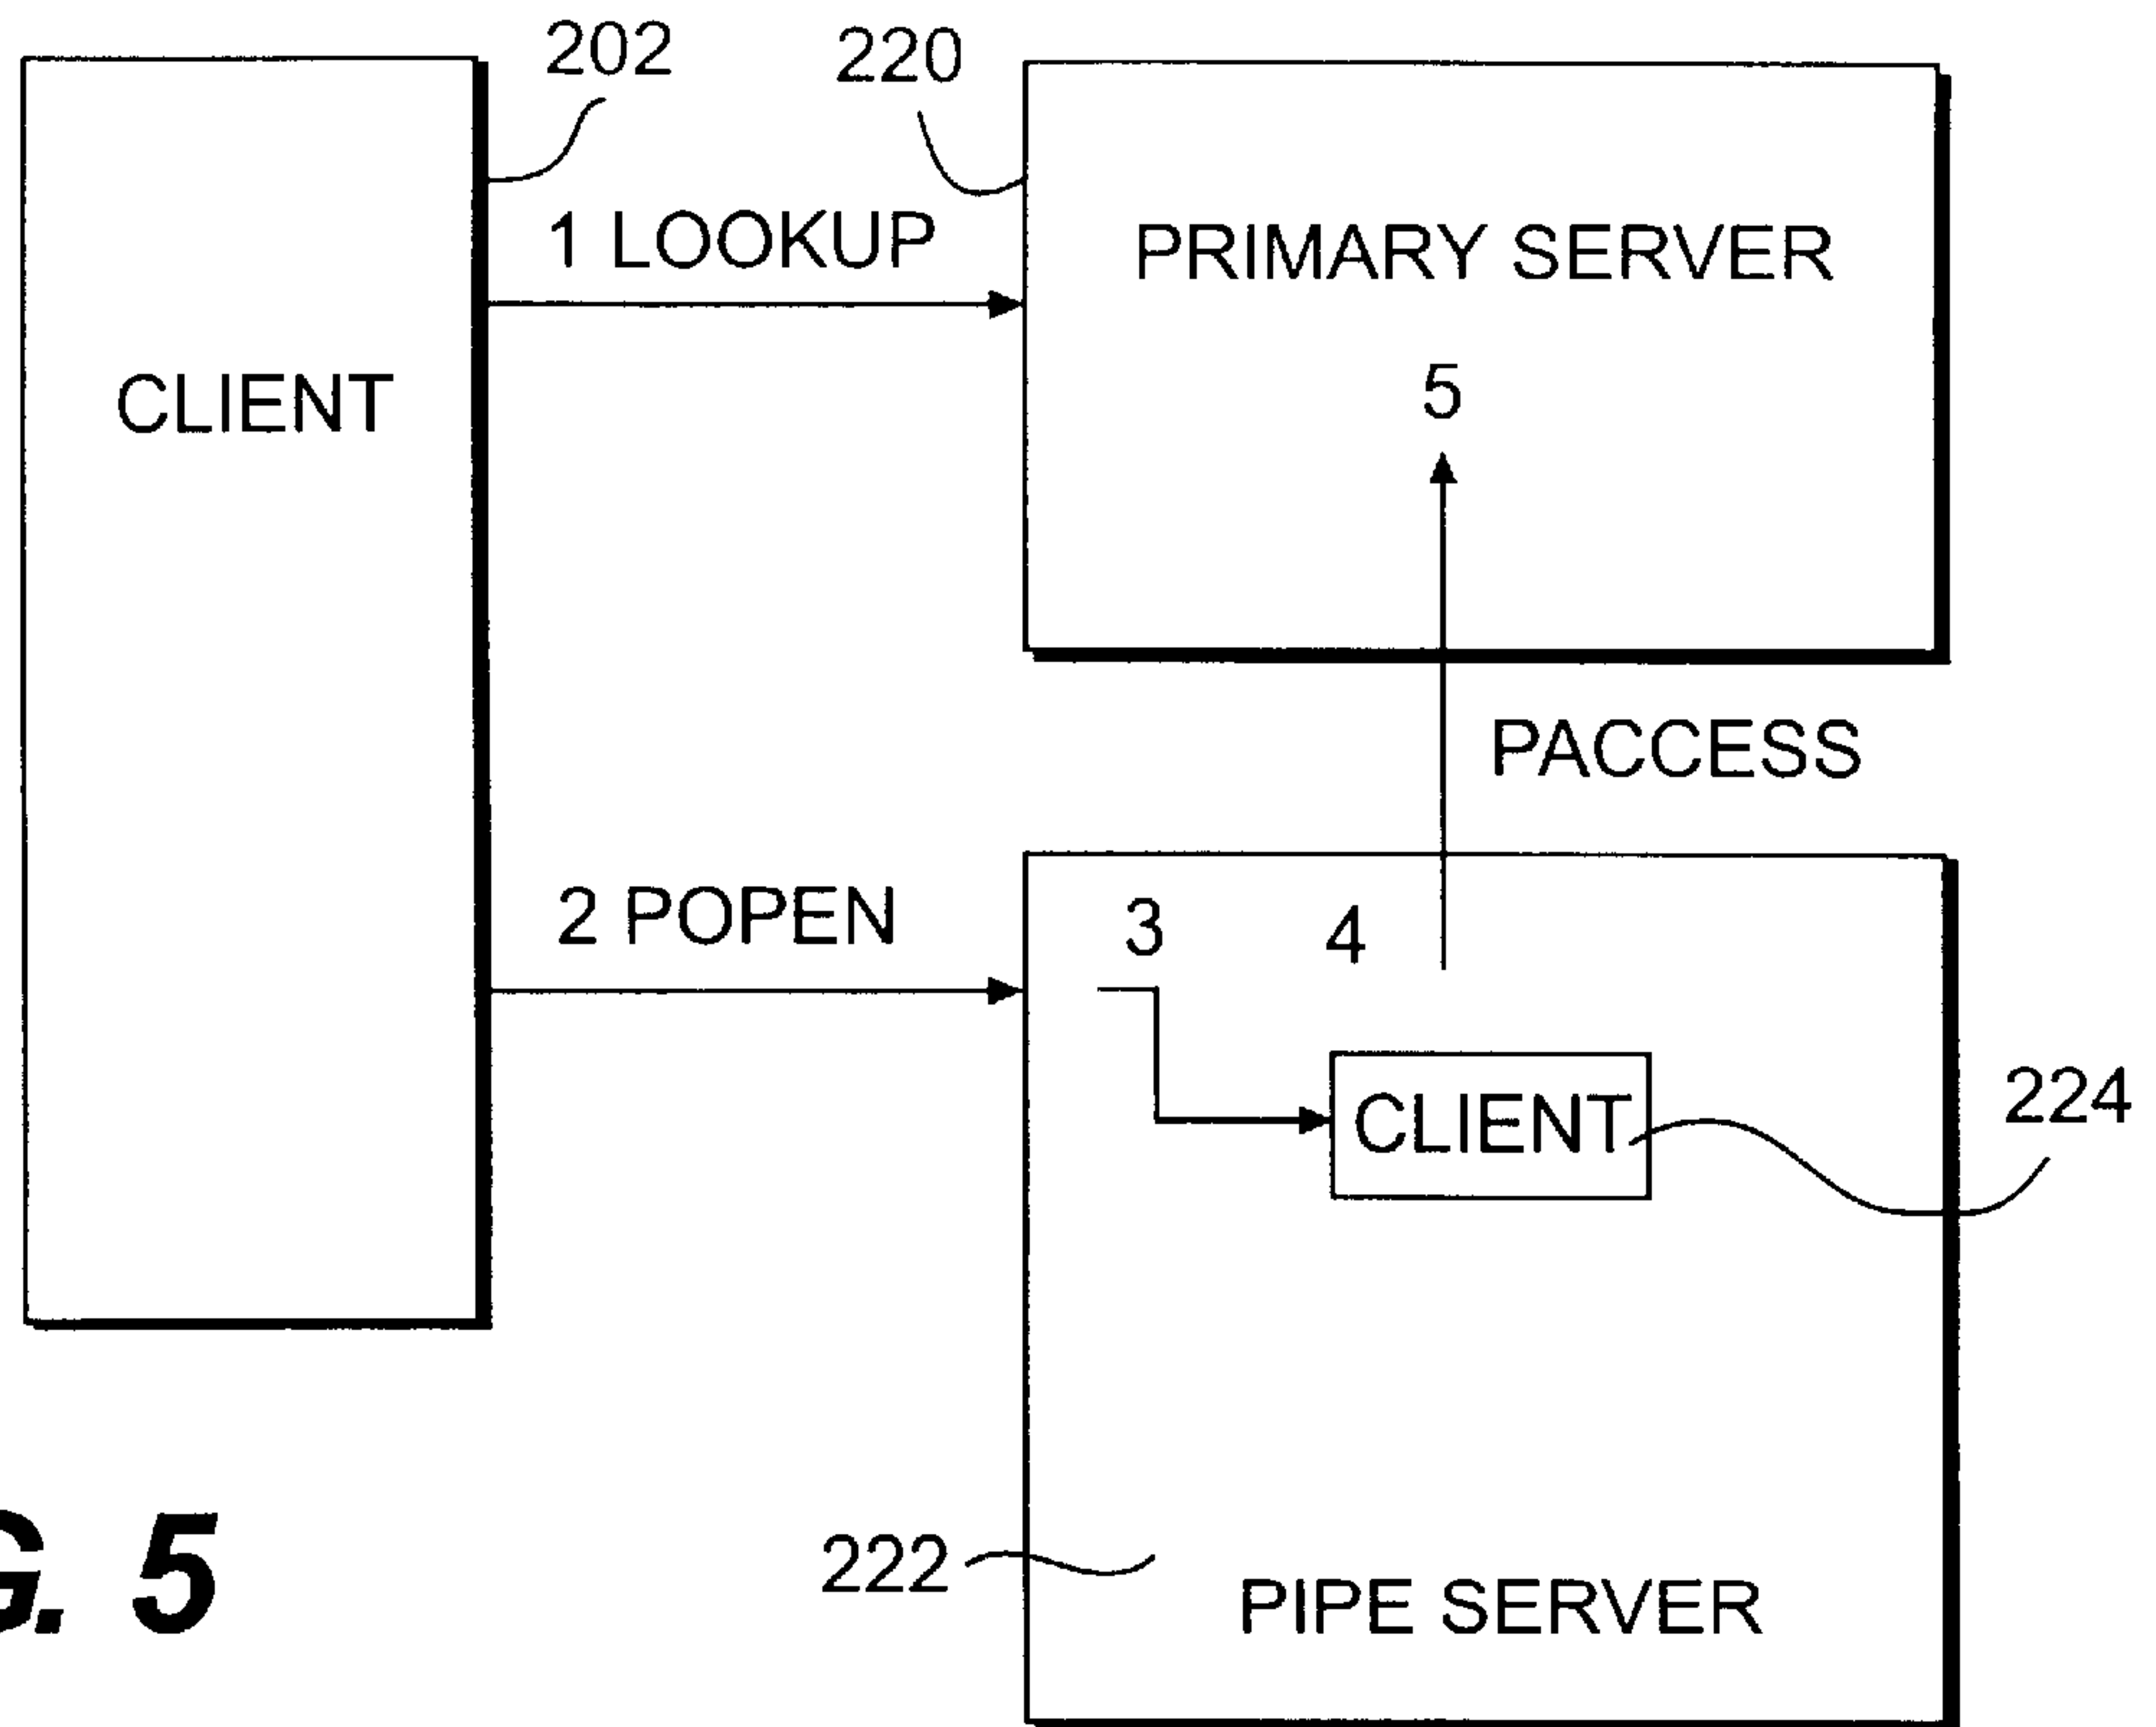 202
220
1 LOOKUP
PRIMARY SERVER
CLIENT
5
PACCESS
2 POPEN
3
4
CLIENT
224
222
PIPE SERVER
G. 5